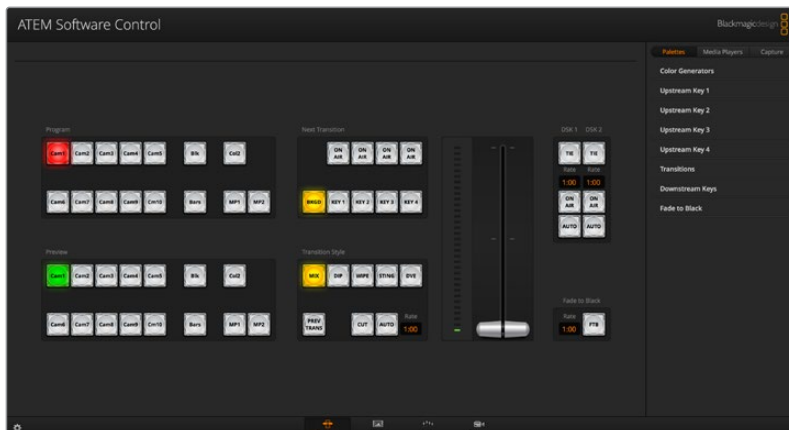 ATEM Software Control
Blackmagicdesign
Palettes Media Players Capture
Color Generators
Upstream Key 1
Upstream Key 2
Upstream Key 3
Upstream Key 4
Transitions
Downstream Keys
Fade to Black
Program
Cam1 Cam2 Cam3 Cam4 Cam5 Blk Col2
Cam6 Cam7 Cam8 Cam9 Cm10 Bars MP1 MP2
Next Transition
ON AIR ON AIR ON AIR ON AIR
BKGD KEY 1 KEY 2 KEY 3 KEY 4
DSK 1 DSK 2
TIE TIE
Rate Rate
1:00 1:00
ON AIR ON AIR
AUTO AUTO
Preview
Cam1 Cam2 Cam3 Cam4 Cam5 Blk Col2
Cam6 Cam7 Cam8 Cam9 Cm10 Bars MP1 MP2
Transition Style
MIX DIP WIPE STING DVE
Rate
PREV TRANS CUT AUTO 1:00
Fade to Black
Rate
1:00 FTB